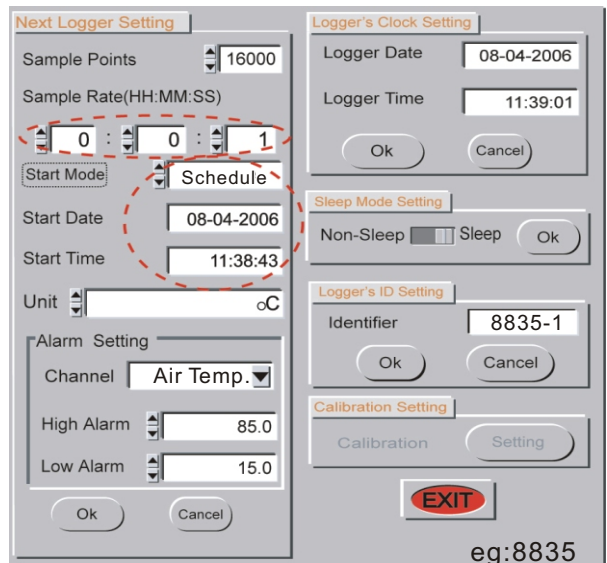 Next Logger Setting
Sample Points 16000
Sample Rate(HH:MM:SS)
0 : 0 : 1
Start Mode Schedule
Start Date 08-04-2006
Start Time 11:38:43
Unit oC
Alarm Setting
Channel Air Temp.
High Alarm 85.0
Low Alarm 15.0
Ok Cancel
Logger's Clock Setting
Logger Date 08-04-2006
Logger Time 11:39:01
Ok Cancel
Sleep Mode Setting
Non-Sleep Sleep Ok
Logger's ID Setting
Identifier 8835-1
Ok Cancel
Calibration Setting
Calibration Setting
EXIT
eg:8835